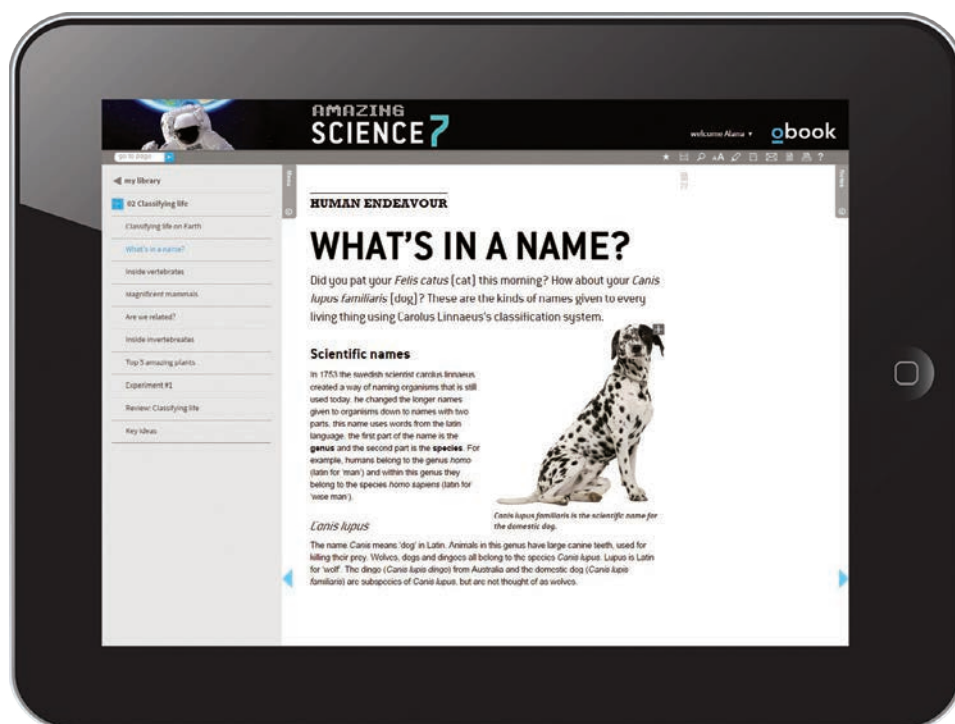 AMAZING
SCIENCE 7
welcome Alana
obook
go to page
AA
?
my library
Menu
Notes
02 Classifying life
Classifying life on Earth
What's in a name?
Inside vertebrates
Magnificent mammals
Are we related?
Inside invertebreates
Top 5 amazing plants
Experiment #1
Review: Classifying life
Key ideas
HUMAN ENDEAVOUR
WHAT'S IN A NAME?
Did you pat your Felis catus [cat] this morning? How about your Canis
lupus familiaris [dog]? These are the kinds of names given to every
living thing using Carolus Linnaeus's classification system.
Scientific names
In 1753 the swedish scientist carolus linnaeus
created a way of naming organisms that is still
used today. he changed the longer names
given to organisms down to names with two
parts. this name uses words from the latin
language. the first part of the name is the
genus and the second part is the species. For
example, humans belong to the genus homo
(latin for 'man') and within this genus they
belong to the species homo sapiens (latin for
'wise man').
Canis lupus familiaris is the scientific name for
the domestic dog.
Canis lupus
The name Canis means 'dog' in Latin. Animals in this genus have large canine teeth, used for
killing their prey. Wolves, dogs and dingoes all belong to the species Canis lupus. Lupus is Latin
for 'wolf'. The dingo (Canis lupis dingo) from Australia and the domestic dog (Canis lupis
familiaris) are subspecies of Canis lupus, but are not thought of as wolves.